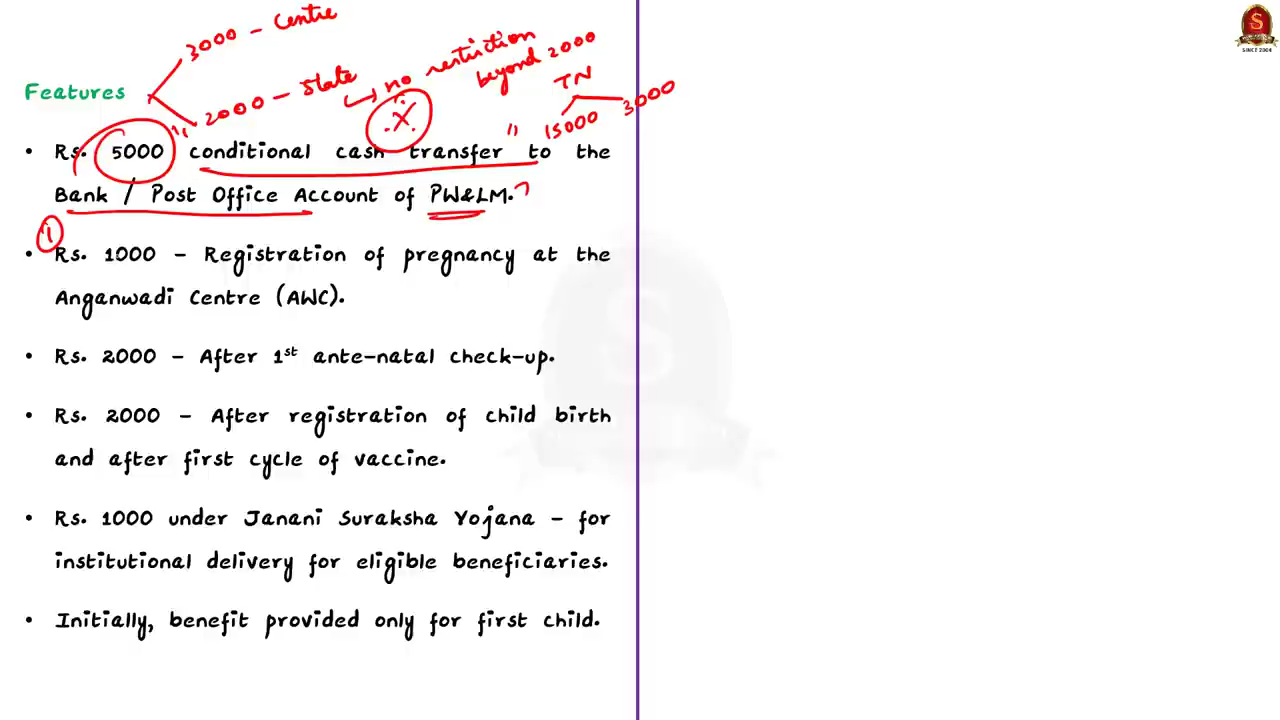 3000 - Centre
2000 - State
no restriction
beyond 2000
TN
15000
3000
Features
• Rs. 5000 conditional cash transfer" to the
Bank / Post Office Account of PW&LM.
1
• Rs. 1000 - Registration of pregnancy at the
Anganwadi Centre (AWC).
• Rs. 2000 - After 1st ante-natal check-up.
• Rs. 2000 - After registration of child birth
and after first cycle of vaccine.
• Rs. 1000 under Janani Suraksha Yojana - for
institutional delivery for eligible beneficiaries.
• Initially, benefit provided only for first child.
S
SINCE 2004